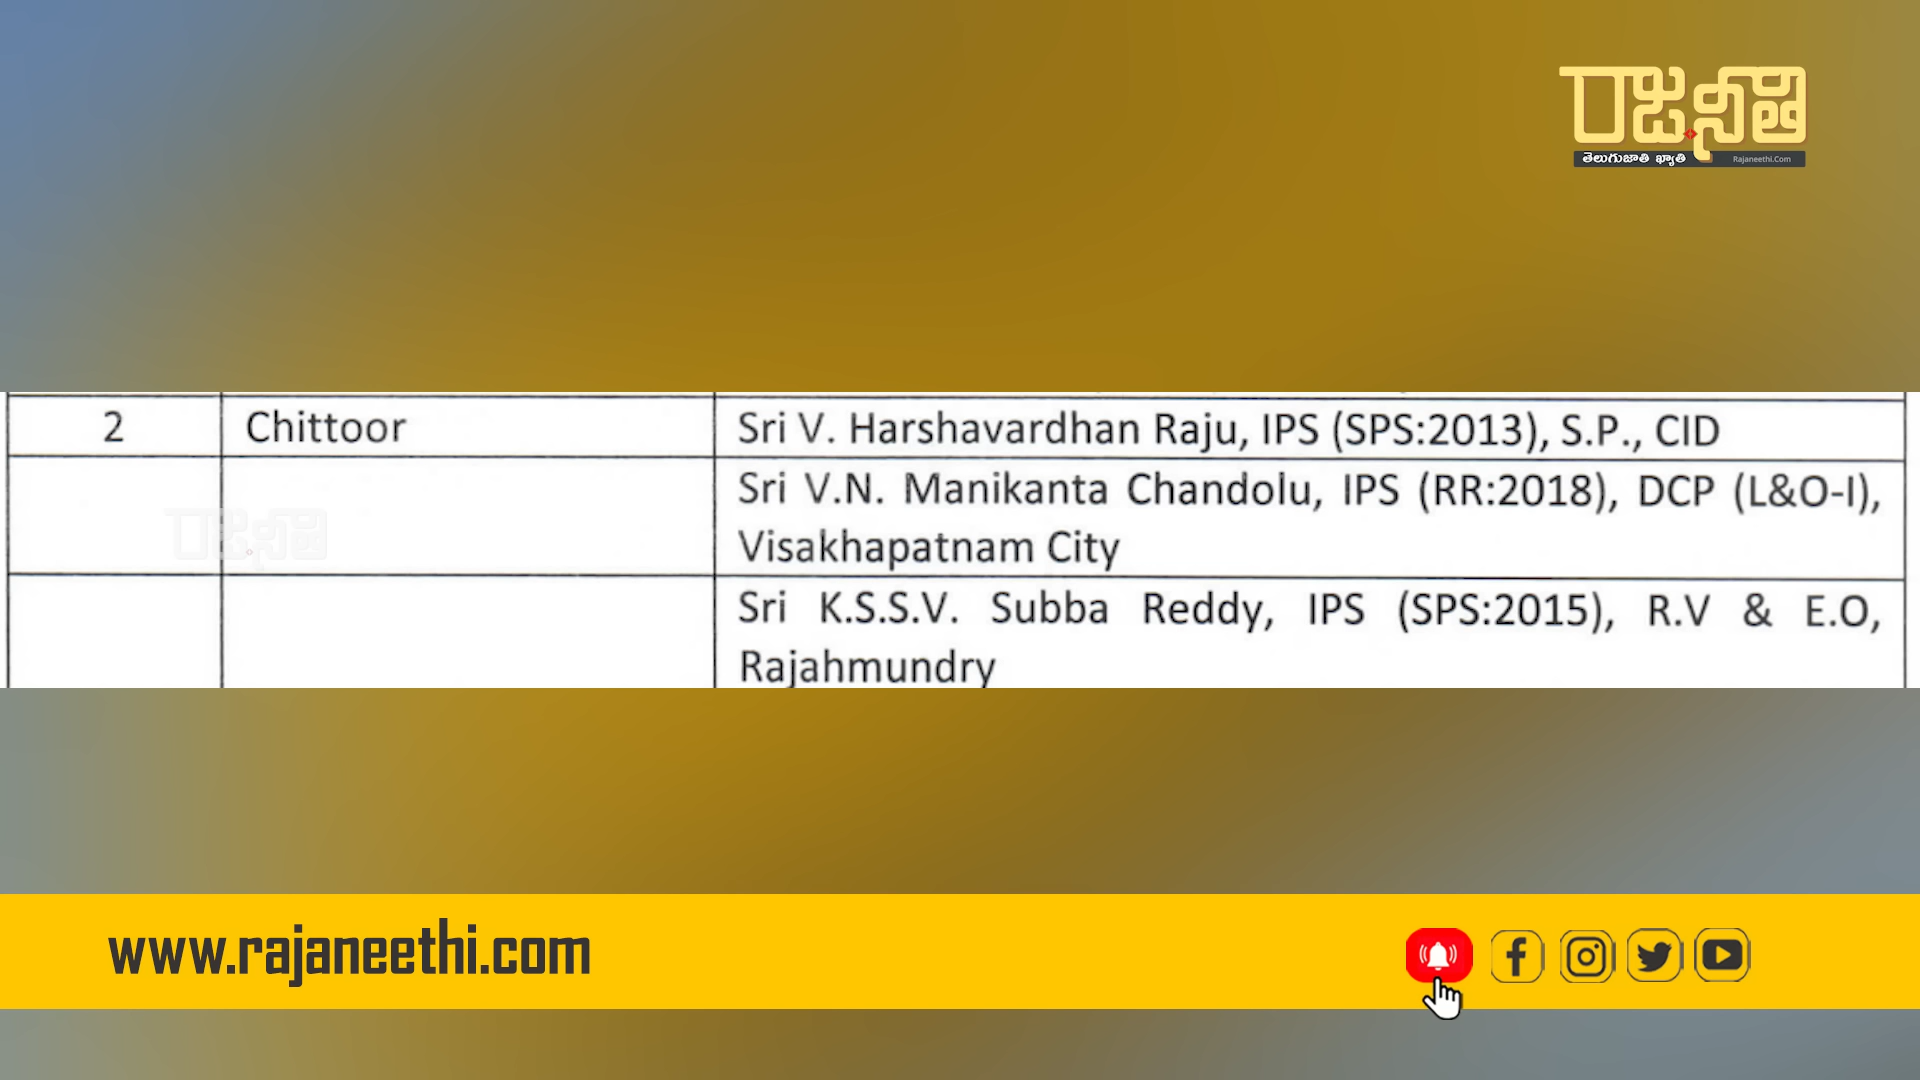 రాజనీతి
తెలుగుజాతి ఖ్యాతి Rajaneethi.Com
2 Chittoor Sri V. Harshavardhan Raju, IPS (SPS:2013), S.P., CID
Sri V.N. Manikanta Chandolu, IPS (RR:2018), DCP (L&O-I),
Visakhapatnam City
రాజనీతి
Sri K.S.S.V. Subba Reddy, IPS (SPS:2015), R.V & E.O,
Rajahmundry
www.rajaneethi.com